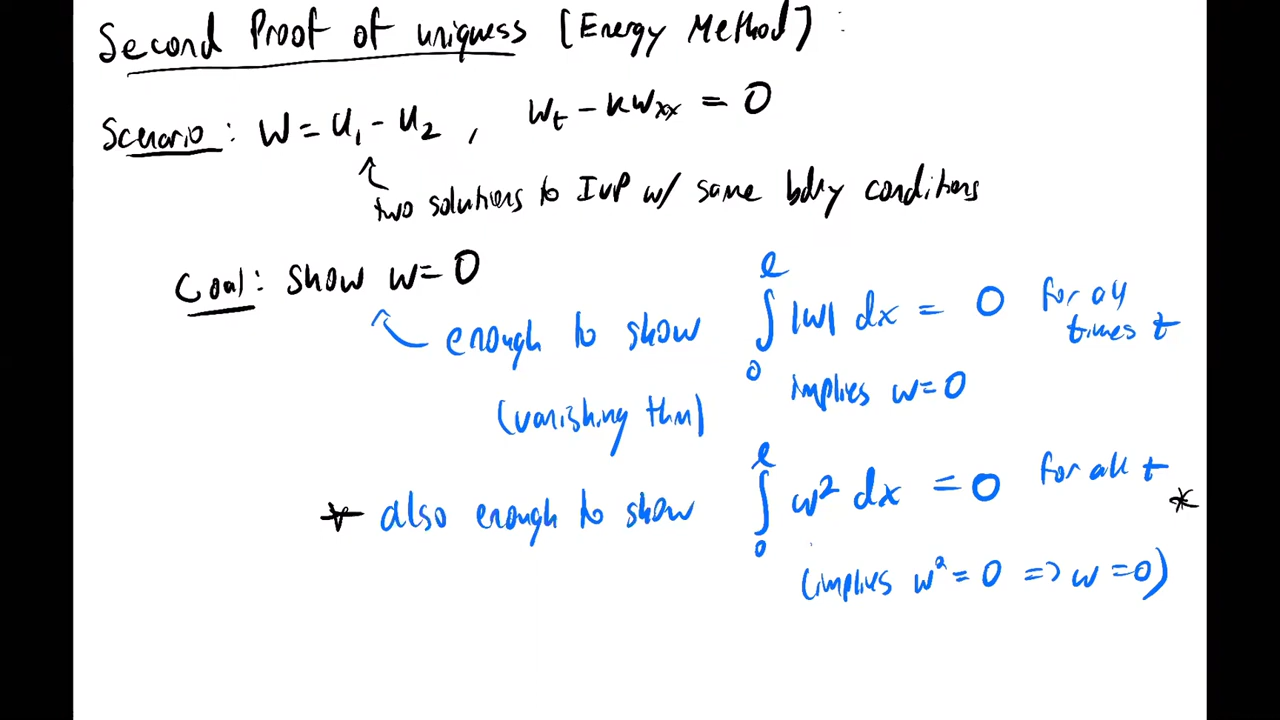 Second Proof of uniqness [Energy Method] :
Scenario : W = U₁ - U₂ , Wt - kWxx = 0
two solutions to IVP w/ same bdry conditions
Goal: show w = 0
enough to show ∫₀ˡ |w| dx = 0 for all times t
(vanishing thm) implies w = 0
* also enough to show ∫₀ˡ w² dx = 0 for all t *
(implies w² = 0 => w = 0)